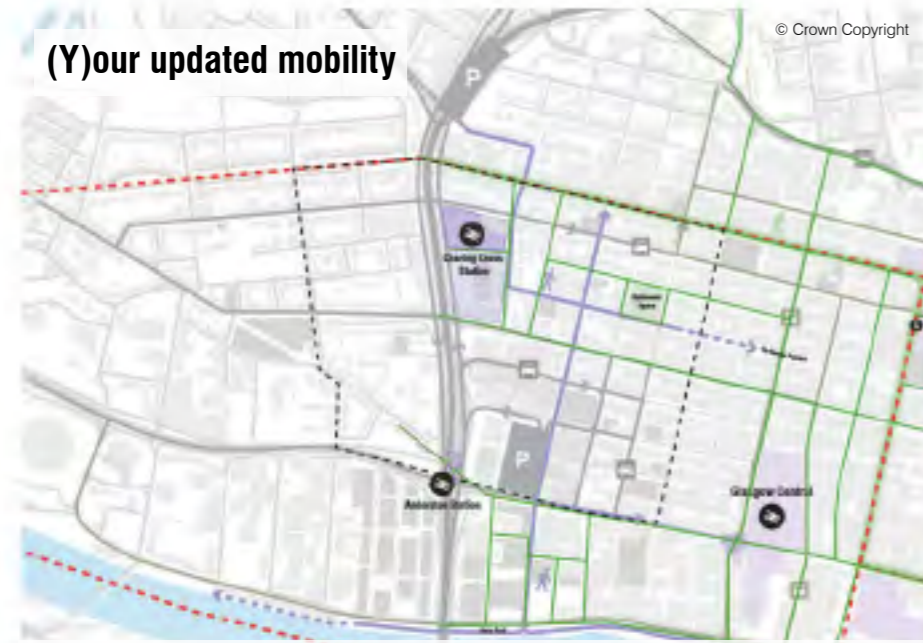 © Crown Copyright
(Y)our updated mobility
P
Charing Cross
Station
P
Anderston Station
Glasgow Central